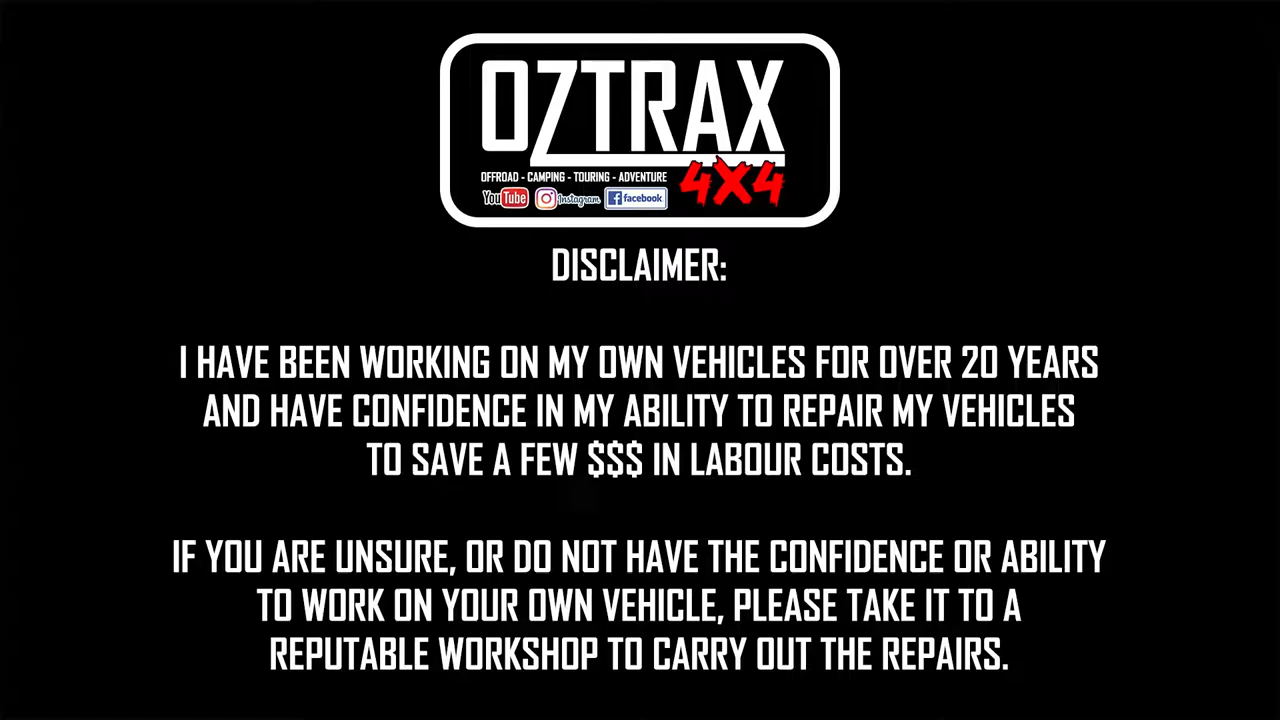 OZTRAX
4X4
OFFROAD - CAMPING - TOURING - ADVENTURE
YouTube Instagram facebook
DISCLAIMER:
I HAVE BEEN WORKING ON MY OWN VEHICLES FOR OVER 20 YEARS
AND HAVE CONFIDENCE IN MY ABILITY TO REPAIR MY VEHICLES
TO SAVE A FEW $$$ IN LABOUR COSTS.
IF YOU ARE UNSURE, OR DO NOT HAVE THE CONFIDENCE OR ABILITY
TO WORK ON YOUR OWN VEHICLE, PLEASE TAKE IT TO A
REPUTABLE WORKSHOP TO CARRY OUT THE REPAIRS.